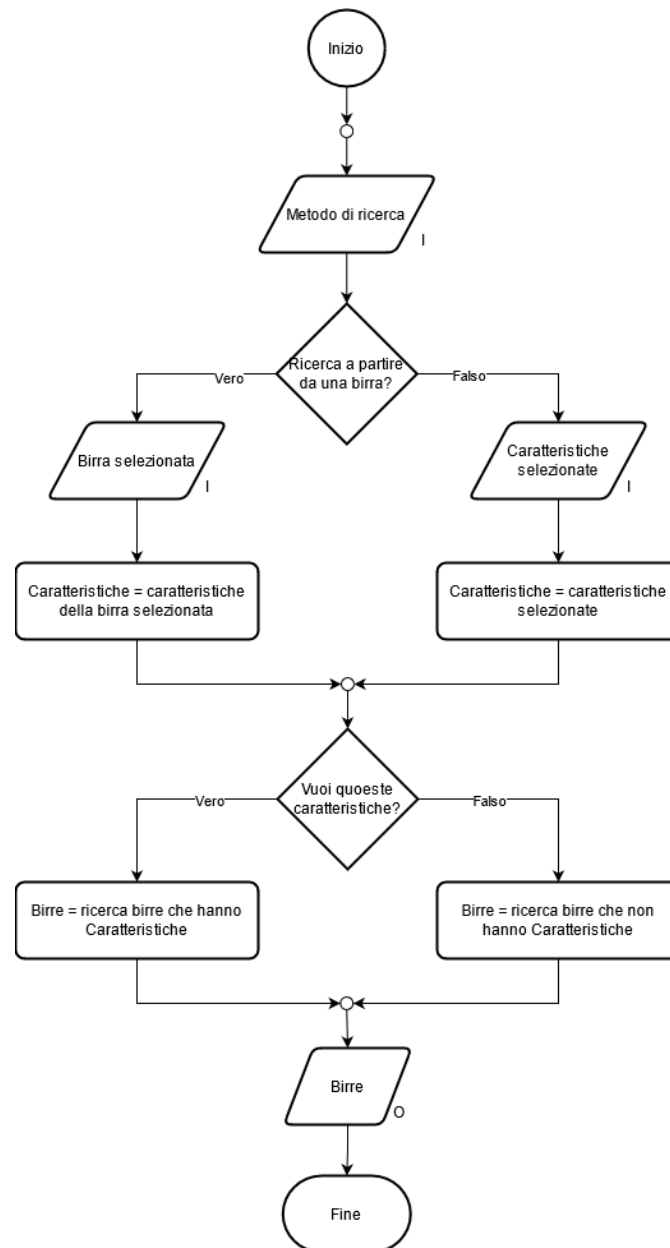 Inizio
Metodo di ricerca
I
Ricerca a partire
da una birra?
Vero
Falso
Birra selezionata
I
Caratteristiche
selezionate
I
Caratteristiche = caratteristiche
della birra selezionata
Caratteristiche = caratteristiche
selezionate
Vuoi quoeste
caratteristiche?
Vero
Falso
Birre = ricerca birre che hanno
Caratteristiche
Birre = ricerca birre che non
hanno Caratteristiche
Birre
O
Fine